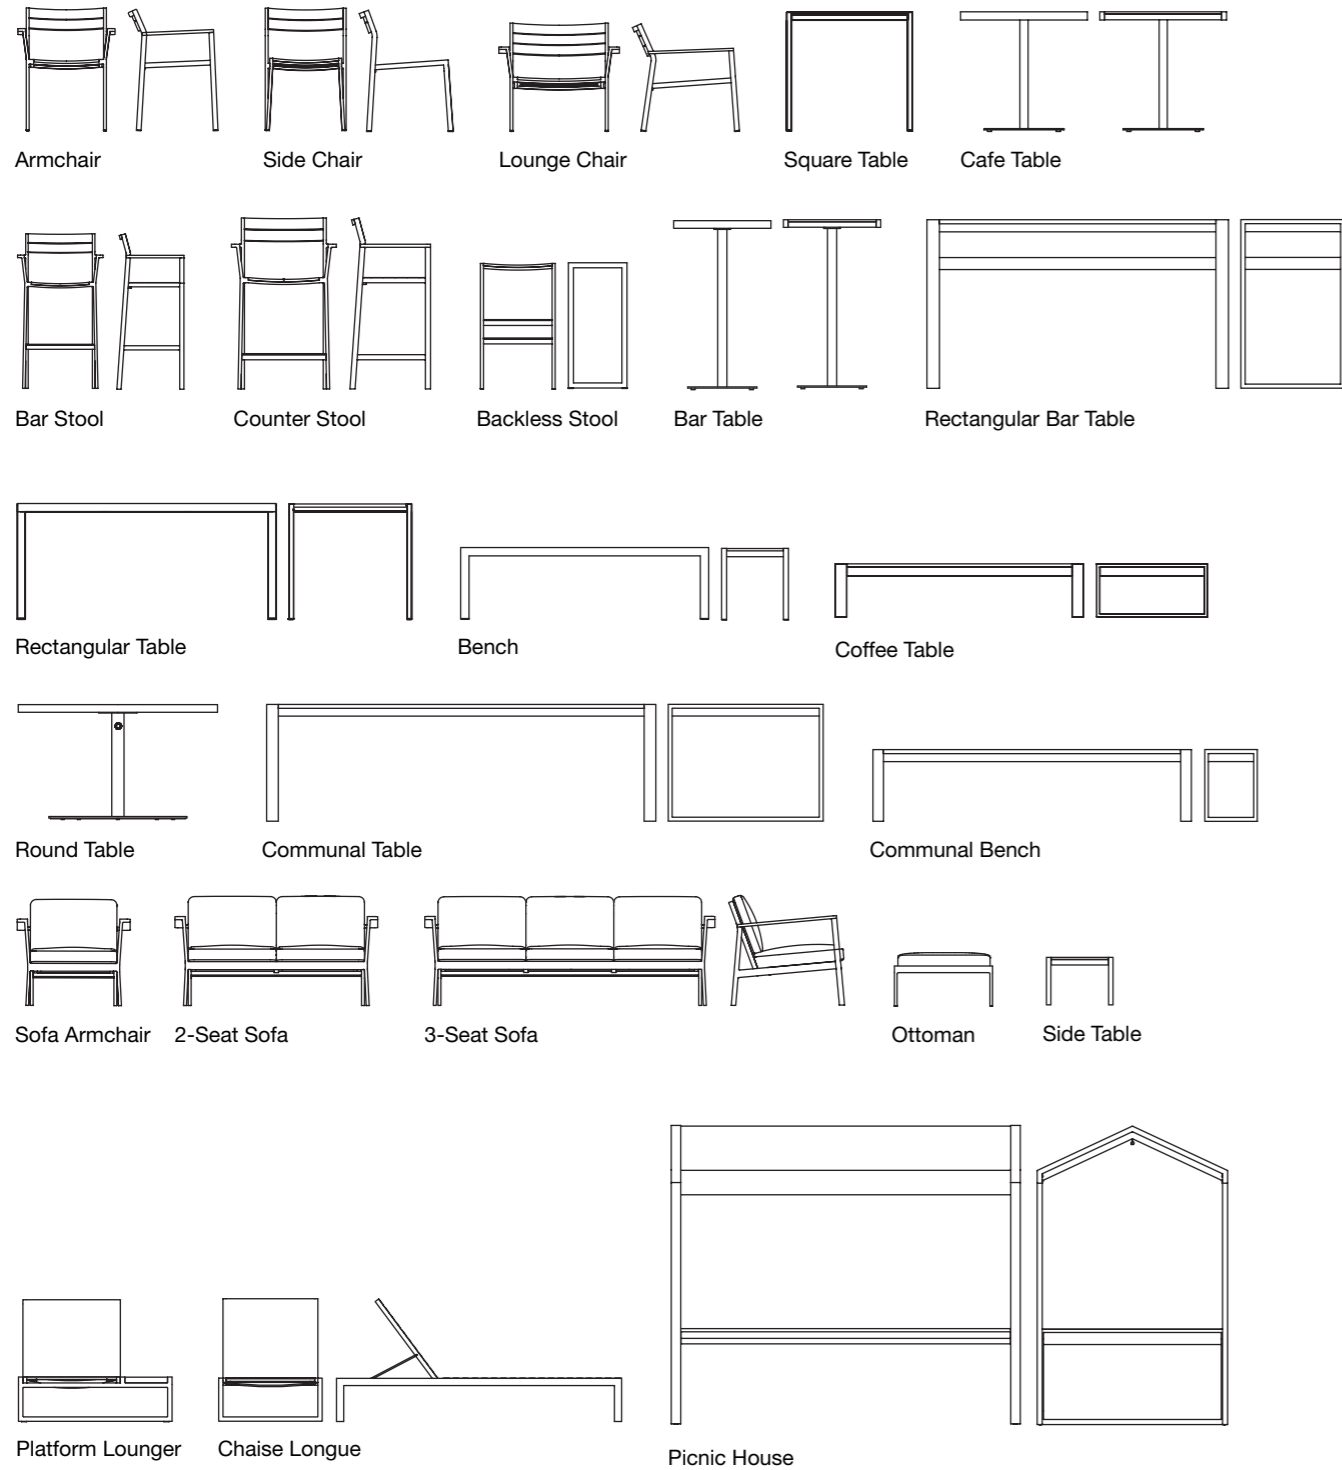 Armchair
Side Chair
Lounge Chair
Square Table
Cafe Table
Bar Stool
Counter Stool
Backless Stool
Bar Table
Rectangular Bar Table
Rectangular Table
Bench
Coffee Table
Round Table
Communal Table
Communal Bench
Sofa Armchair
2-Seat Sofa
3-Seat Sofa
Ottoman
Side Table
Platform Lounger
Chaise Longue
Picnic House